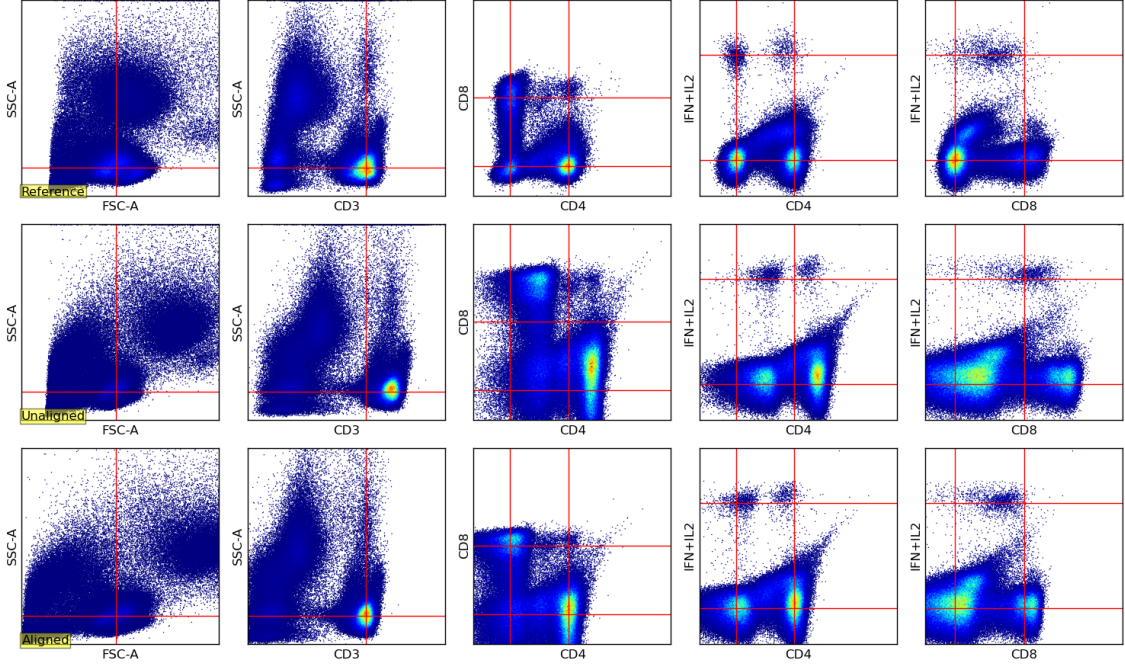 SSC-A
FSC-A
Reference
SSC-A
CD3
CD8
CD4
IFN+IL2
CD4
IFN+IL2
CD8
SSC-A
FSC-A
Unaligned
SSC-A
CD3
CD8
CD4
IFN+IL2
CD4
IFN+IL2
CD8
SSC-A
FSC-A
Aligned
SSC-A
CD3
CD8
CD4
IFN+IL2
CD4
IFN+IL2
CD8